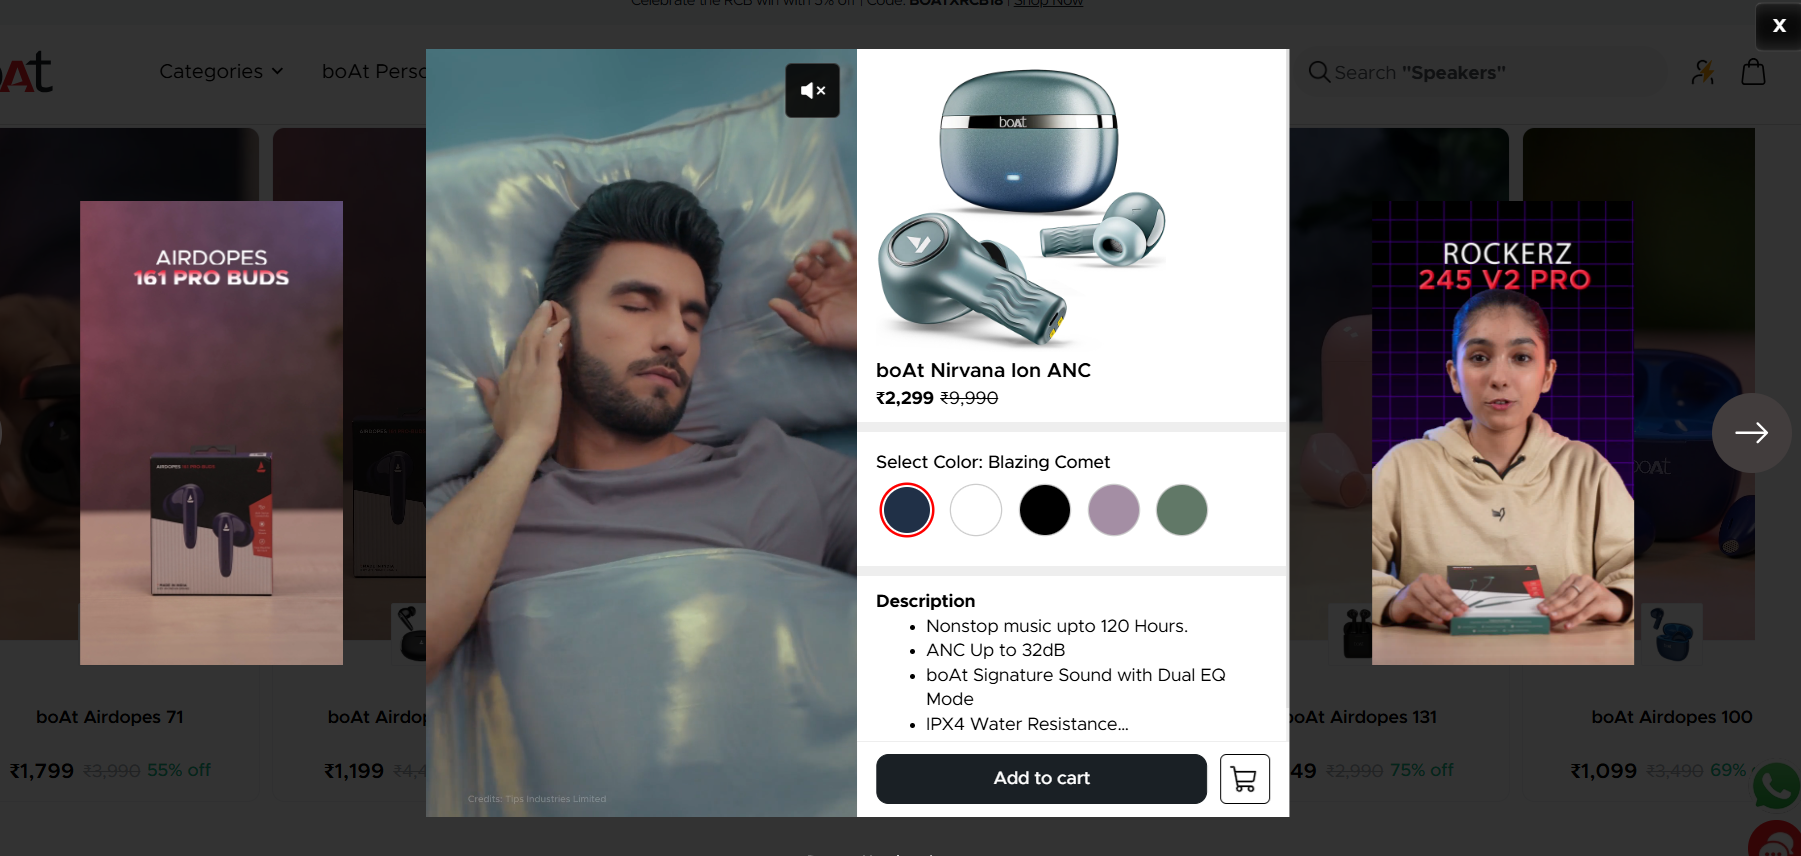 Celebrate the RCB win with 5% off | Code: BOATXRCB18 | Shop Now
X
Categories
boAt Perso
Search "Speakers"
AIRDOPES
161 PRO BUDS
ROCKERZ
245 V2 PRO
boAt
boAt Nirvana Ion ANC
₹2,299 ₹9,990
Select Color: Blazing Comet
Description
Nonstop music upto 120 Hours.
ANC Up to 32dB
boAt Signature Sound with Dual EQ
Mode
IPX4 Water Resistance...
Add to cart
Credits: Tips Industries Limited
boAt Airdopes 71
₹1,799 ₹3,990 55% off
boAt Airdop
₹1,199 ₹4,4
boAt Airdopes 131
49 ₹2,990 75% off
boAt Airdopes 100
₹1,099 ₹3,490 69%